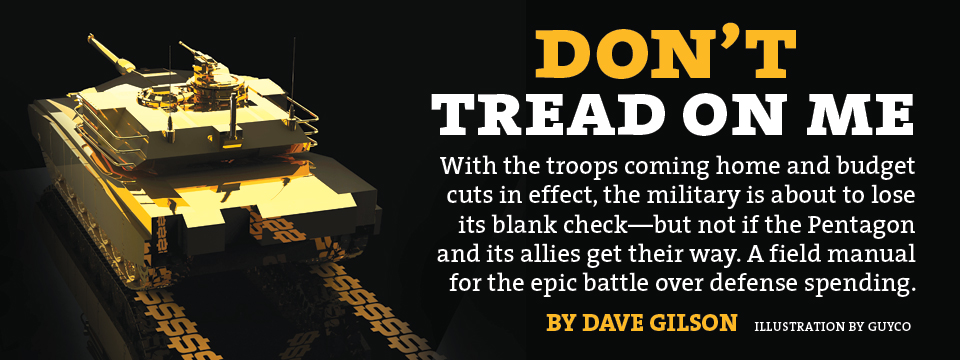 DON'T
TREAD ON ME
With the troops coming home and budget
cuts in effect, the military is about to lose
its blank check—but not if the Pentagon
and its allies get their way. A field manual
for the epic battle over defense spending.
BY DAVE GILSON ILLUSTRATION BY GUYCO